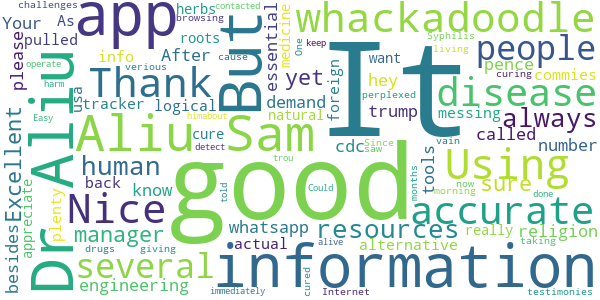 challenges
contacted
browsing
app
herbs
whackadoodle
Your As
pulled
roots
After
info
please
yet
essential
medicine
One
keep
cause
want
Syphilis
living
It
people
Thank
But
hey
foreign
perplexed
pence
curing
commies
operate
harm
usa
tracker
logical
demand
trump
disease
messing
various
himabout
natural
Easy
detect
Since
saw
vain
always
Dr
Aliu
Aliu
Sam
cure
cdc
called
number
good
trou
Using
human
besides
Excellent
appreciate
plenty
back
know
told
Could
tools
months
now
morning
done
sure
accurate
Nice
whatsapp
resources
manager
actual
alternative
really
religion
several
drugs
giving
alive
taking
engineering
cured
immediately
Internet
information
testimonies